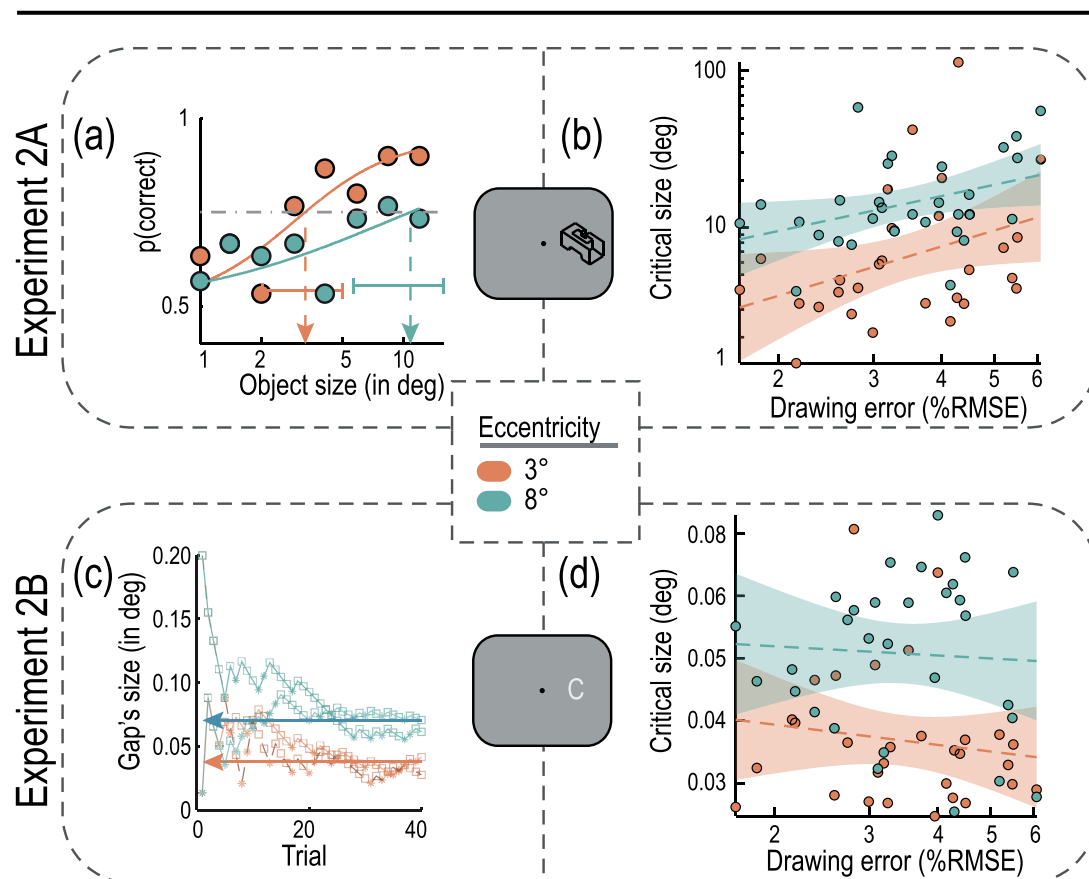 Experiment 2A
(a)
p(correct)
1
0.5
1 2 5 10
Object size (in deg)
(b)
Critical size (deg)
100
10
1
2 3 4 5 6
Drawing error (%RMSE)
Eccentricity
3°
8°
Experiment 2B
(c)
Gap's size (in deg)
0.20
0.15
0.10
0.05
0
0 20 40
Trial
C
(d)
Critical size (deg)
0.08
0.06
0.05
0.04
0.03
2 3 4 5 6
Drawing error (%RMSE)